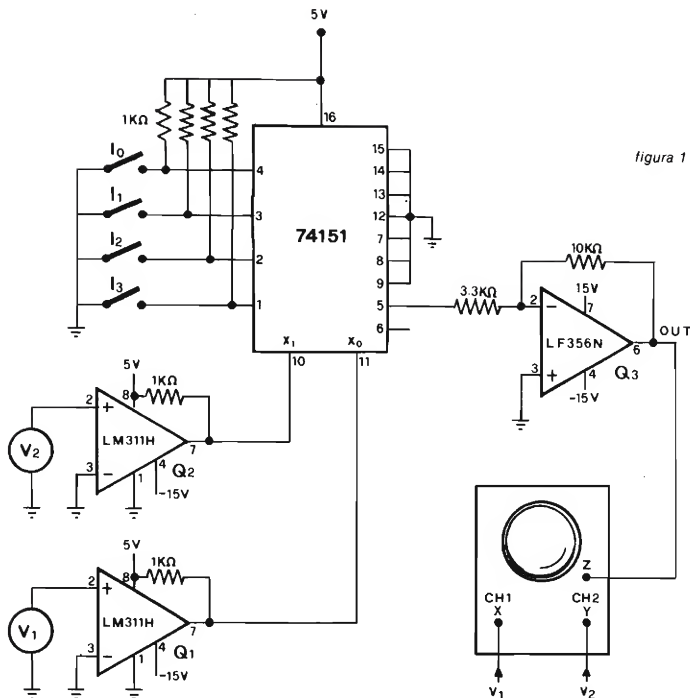 5V
1KΩ
16
figura 1
I0
I1
I2
I3
4
3
2
1
74151
15
14
13
12
7
8
9
5
6
X1
X0
10
11
3.3KΩ
10KΩ
15V
7
2
−
LF356N
6
OUT
3
+
4
Q3
-15V
5V
1KΩ
8
2
+
V2
LM311H
7
3
−
Q2
4
1
-15V
5V
1KΩ
8
2
+
V1
LM311H
7
3
−
Q1
4
1
-15V
Z
CH1
X
CH2
Y
V1
V2